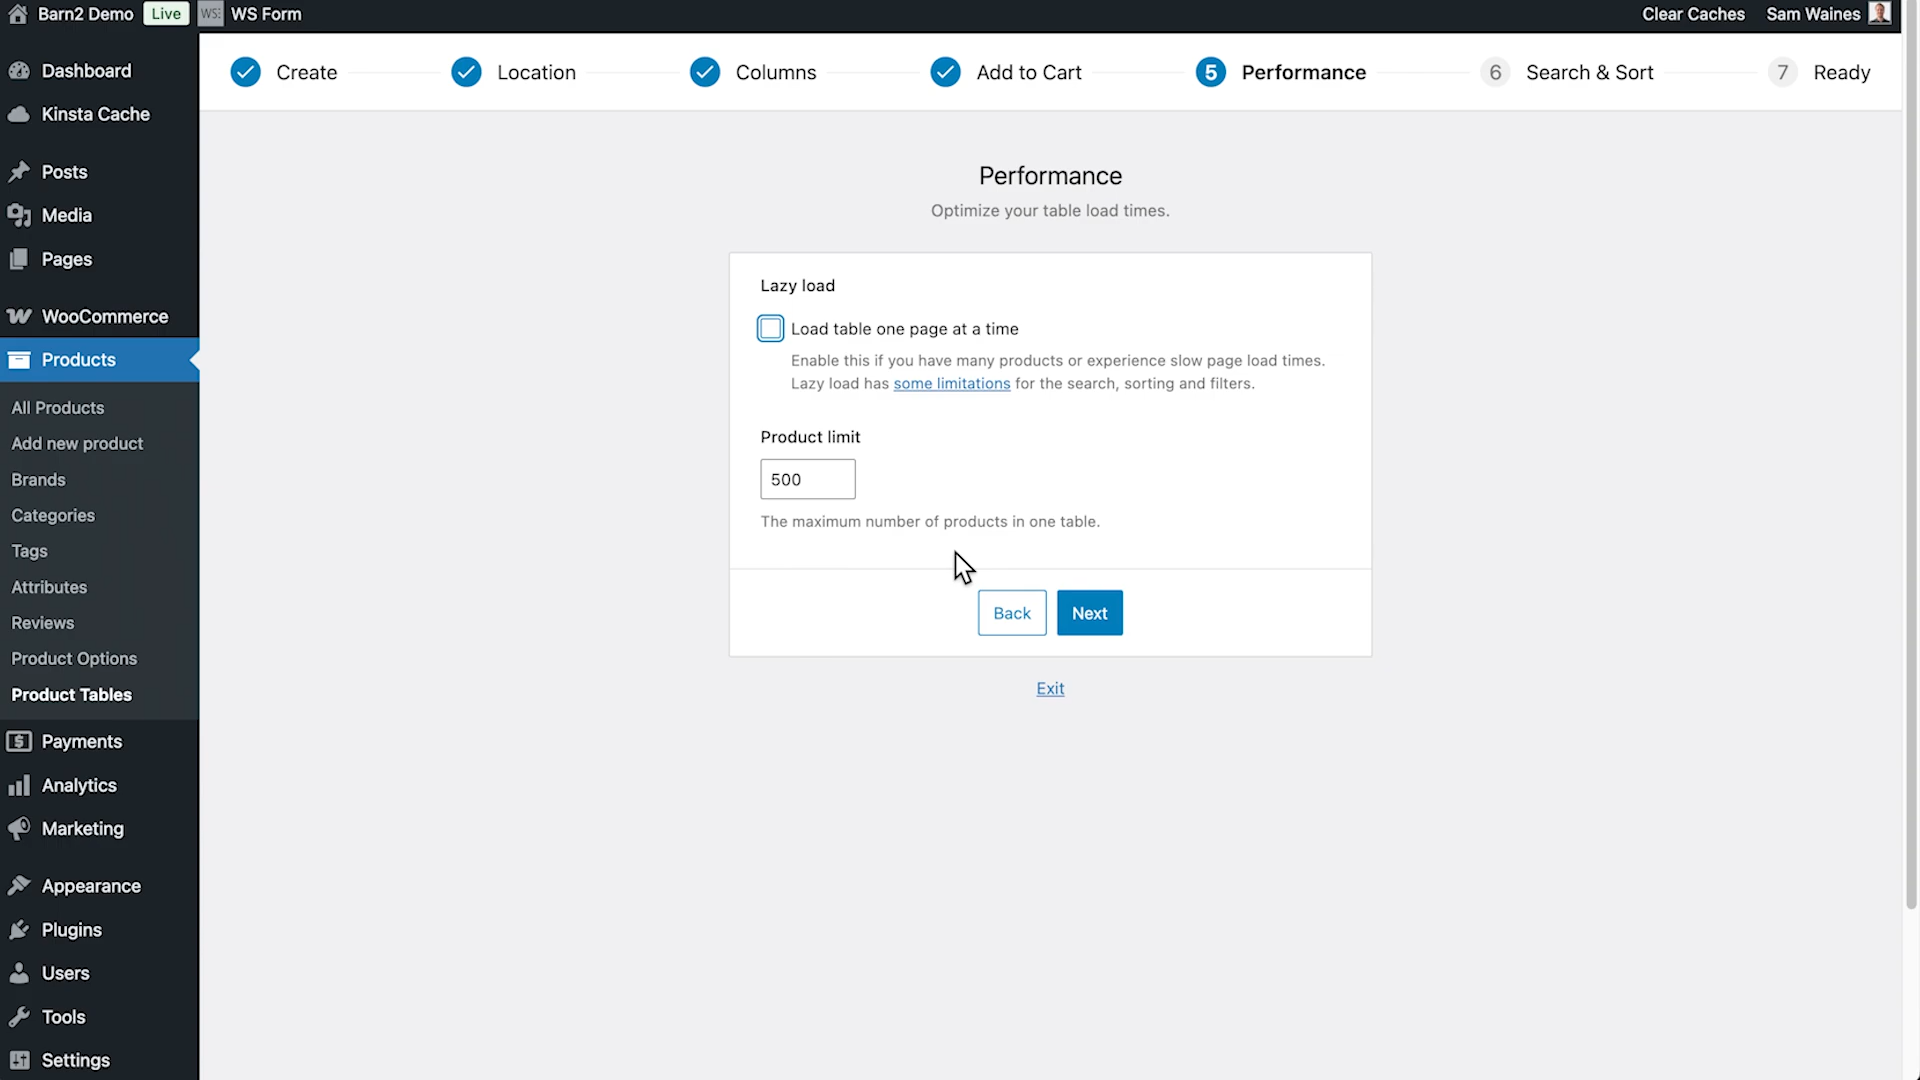 Barn2 Demo Live WS Form Clear Caches Sam Waines
Dashboard
Kinsta Cache
Posts
Media
Pages
WooCommerce
Products
All Products
Add new product
Brands
Categories
Tags
Attributes
Reviews
Product Options
Product Tables
Payments
Analytics
Marketing
Appearance
Plugins
Users
Tools
Settings
Create Location Columns Add to Cart 5 Performance 6 Search & Sort 7 Ready
Performance
Optimize your table load times.
Lazy load
Load table one page at a time
Enable this if you have many products or experience slow page load times.
Lazy load has some limitations for the search, sorting and filters.
Product limit
500
The maximum number of products in one table.
Back Next
Exit